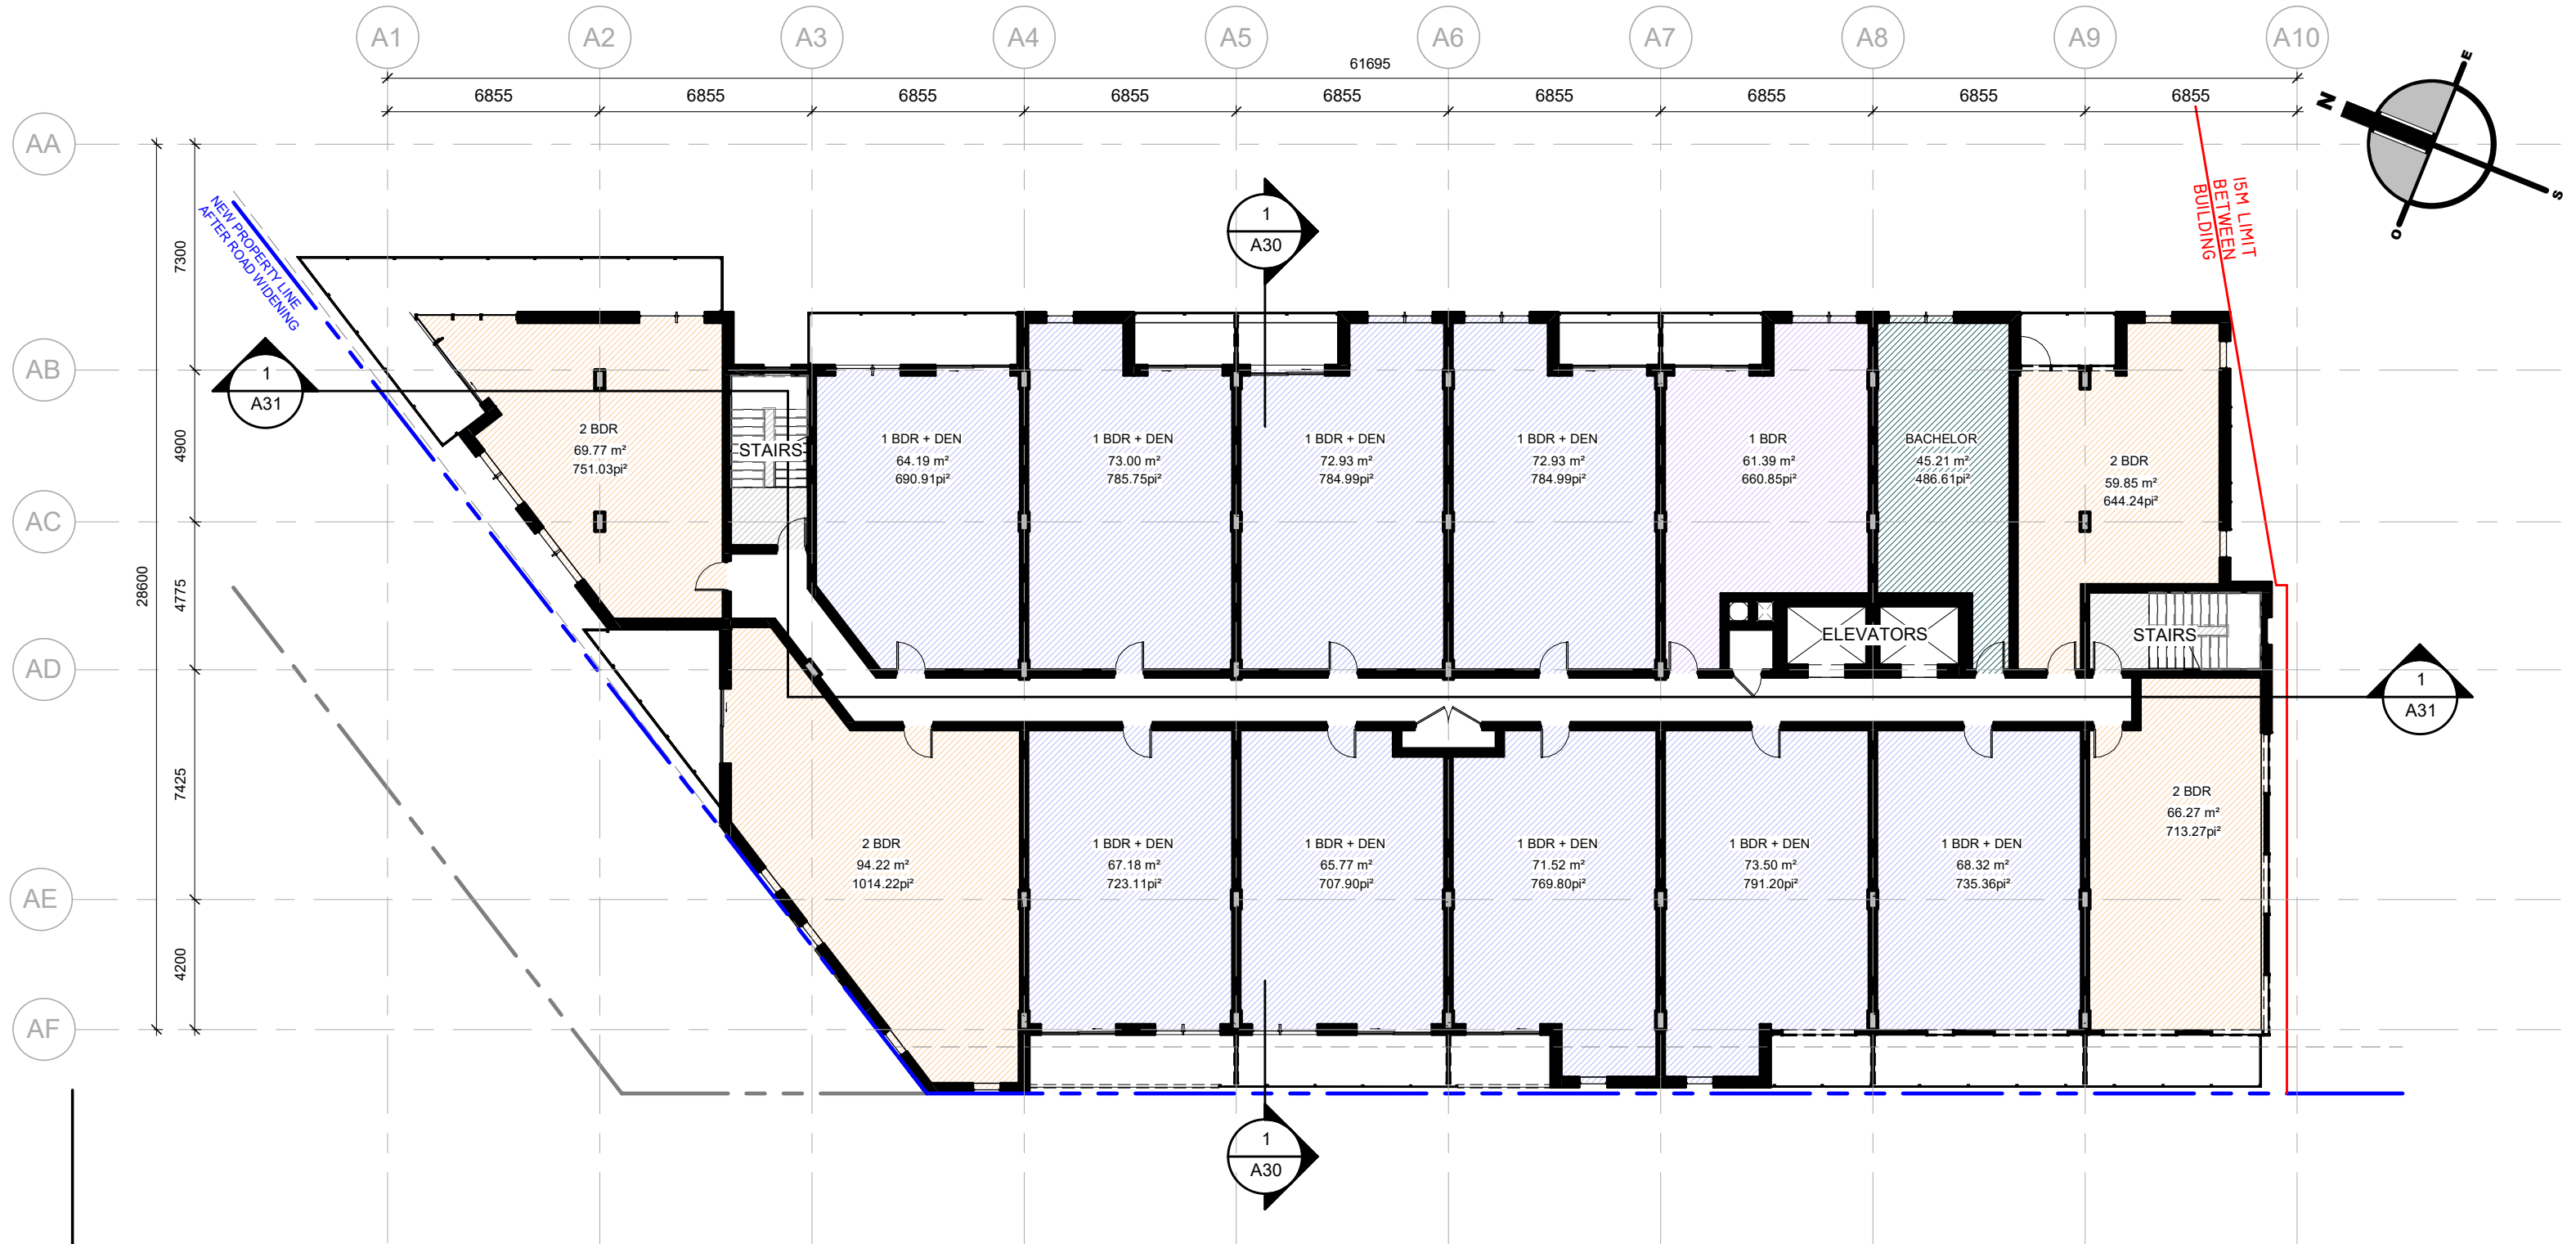 A1 A2 A3 A4 A5 A6 A7 A8 A9 A10
61695
6855 6855 6855 6855 6855 6855 6855 6855 6855
AA
AB
AC
AD
AE
AF
7300
4900
4775
7425
4200
28600
N
E
S
O
NEW PROPERTY LINE
AFTER ROAD WIDENING
15M LIMIT
BETWEEN
BUILDING
1
A30
1
A31
2 BDR
69.77 m²
751.03pi²
STAIRS
1 BDR + DEN
64.19 m²
690.91pi²
1 BDR + DEN
73.00 m²
785.75pi²
1 BDR + DEN
72.93 m²
784.99pi²
1 BDR + DEN
72.93 m²
784.99pi²
1 BDR
61.39 m²
660.85pi²
BACHELOR
45.21 m²
486.61pi²
2 BDR
59.85 m²
644.24pi²
ELEVATORS
STAIRS
1
A31
2 BDR
94.22 m²
1014.22pi²
1 BDR + DEN
67.18 m²
723.11pi²
1 BDR + DEN
65.77 m²
707.90pi²
1 BDR + DEN
71.52 m²
769.80pi²
1 BDR + DEN
73.50 m²
791.20pi²
1 BDR + DEN
68.32 m²
735.36pi²
2 BDR
66.27 m²
713.27pi²
1
A30